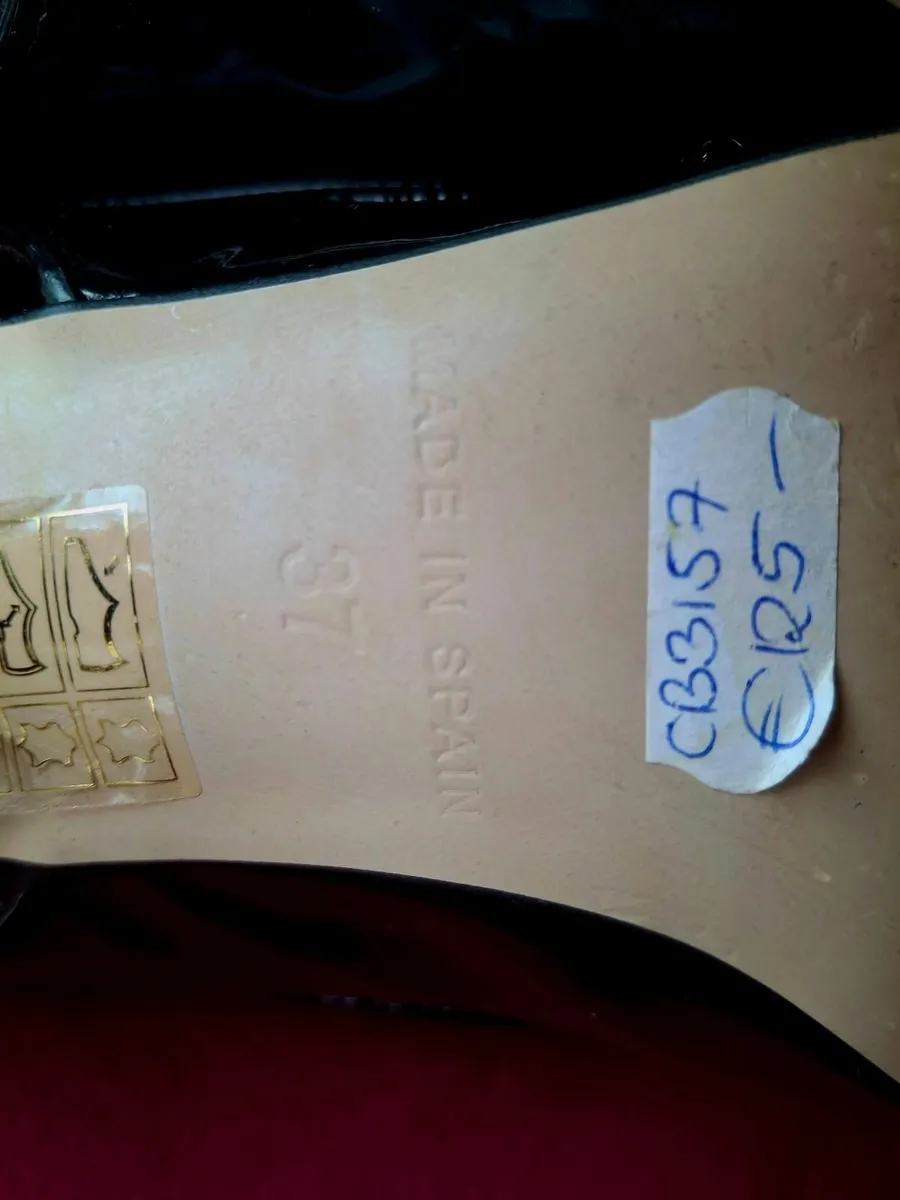 MADE IN SPAIN
37
CB3157
€125 –